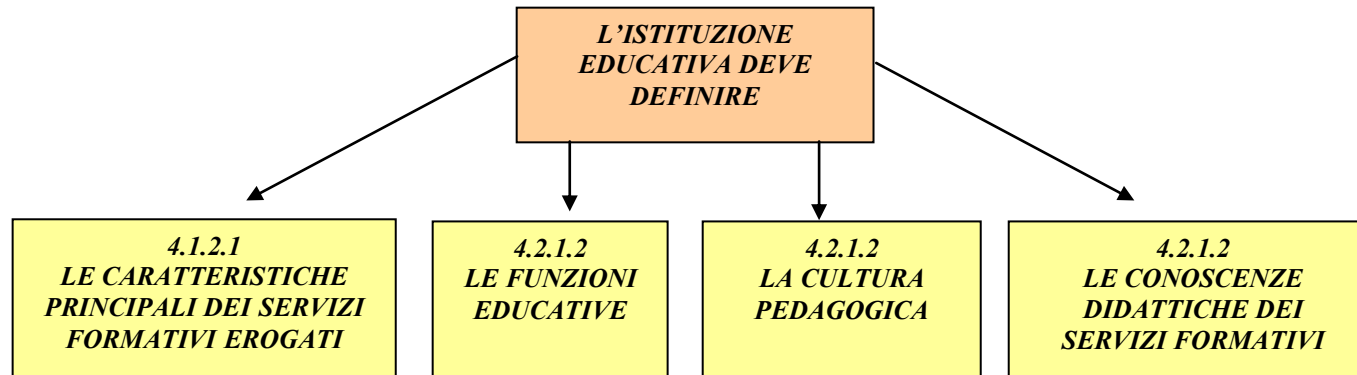 L’ISTITUZIONE
EDUCATIVA DEVE
DEFINIRE
4.1.2.1
LE CARATTERISTICHE
PRINCIPALI DEI SERVIZI
FORMATIVI EROGATI
4.2.1.2
LE FUNZIONI
EDUCATIVE
4.2.1.2
LA CULTURA
PEDAGOGICA
4.2.1.2
LE CONOSCENZE
DIDATTICHE DEI
SERVIZI FORMATIVI